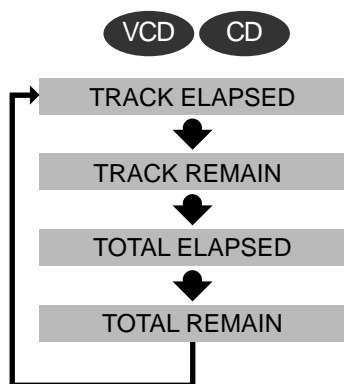 VCD CD
TRACK ELAPSED
TRACK REMAIN
TOTAL ELAPSED
TOTAL REMAIN